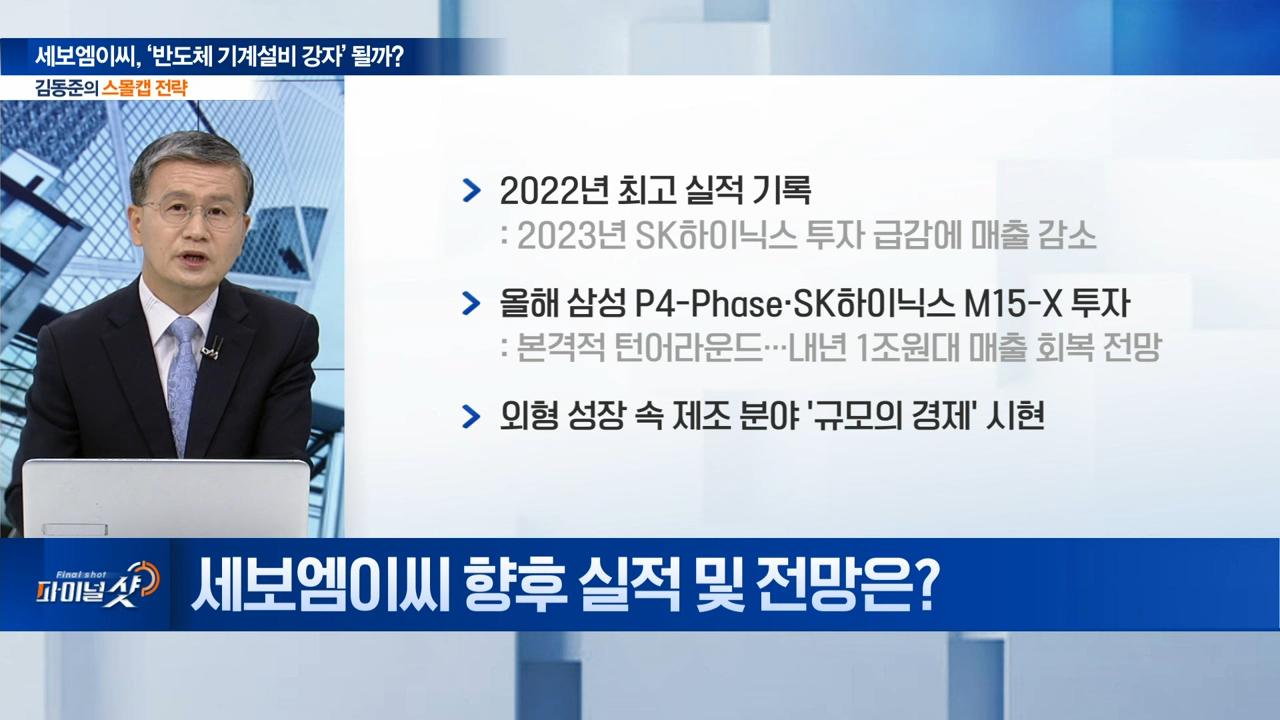 세보엠이씨, ‘반도체 기계설비 강자’ 될까?
김동준의 스몰캡 전략
2022년 최고 실적 기록
: 2023년 SK하이닉스 투자 급감에 매출 감소
올해 삼성 P4-Phase·SK하이닉스 M15-X 투자
: 본격적 턴어라운드…내년 1조원대 매출 회복 전망
외형 성장 속 제조 분야 '규모의 경제' 시현
Final shot
파이널샷
세보엠이씨 향후 실적 및 전망은?